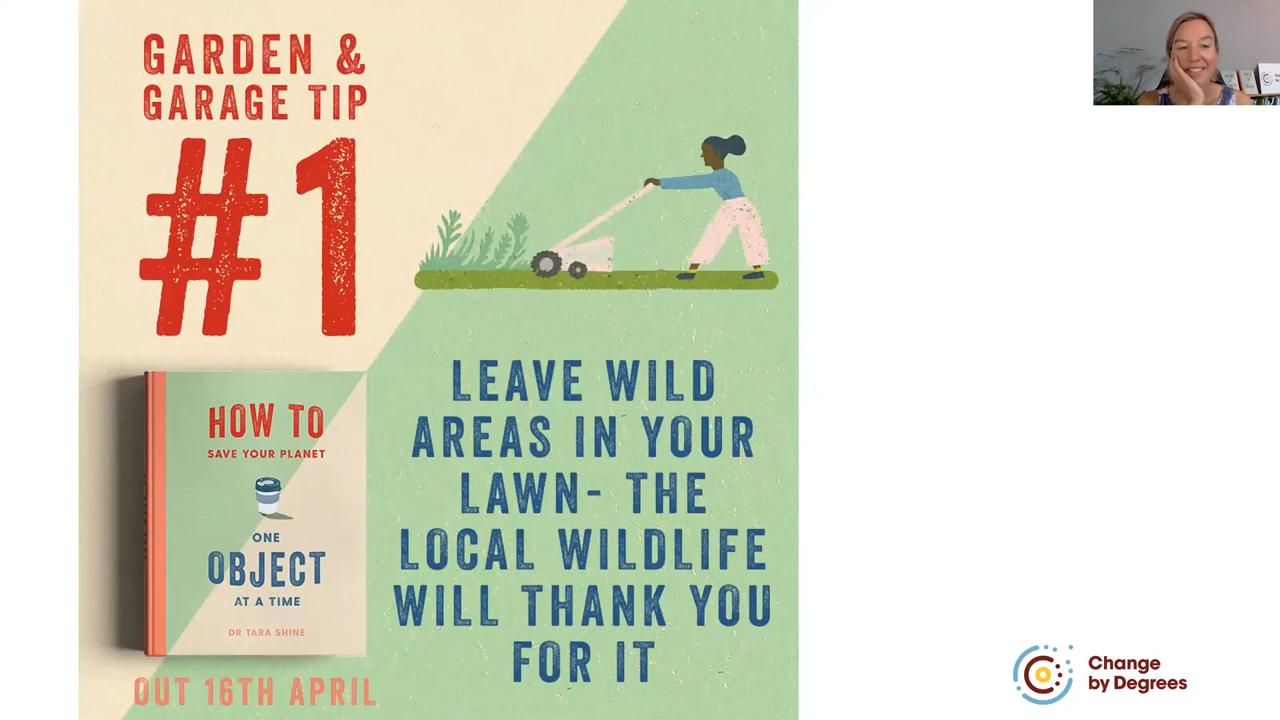 GARDEN &
GARAGE TIP
#1
LEAVE WILD
AREAS IN YOUR
LAWN- THE
LOCAL WILDLIFE
WILL THANK YOU
FOR IT
HOW TO
SAVE YOUR PLANET
ONE
OBJECT
AT A TIME
DR TARA SHINE
OUT 16TH APRIL
Change
by Degrees